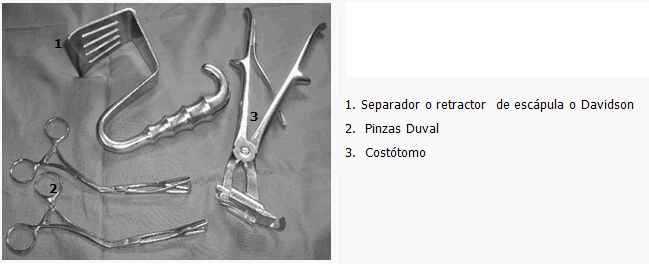 1
2
3
1. Separador o retractor de escápula o Davidson
2. Pinzas Duval
3. Costótomo